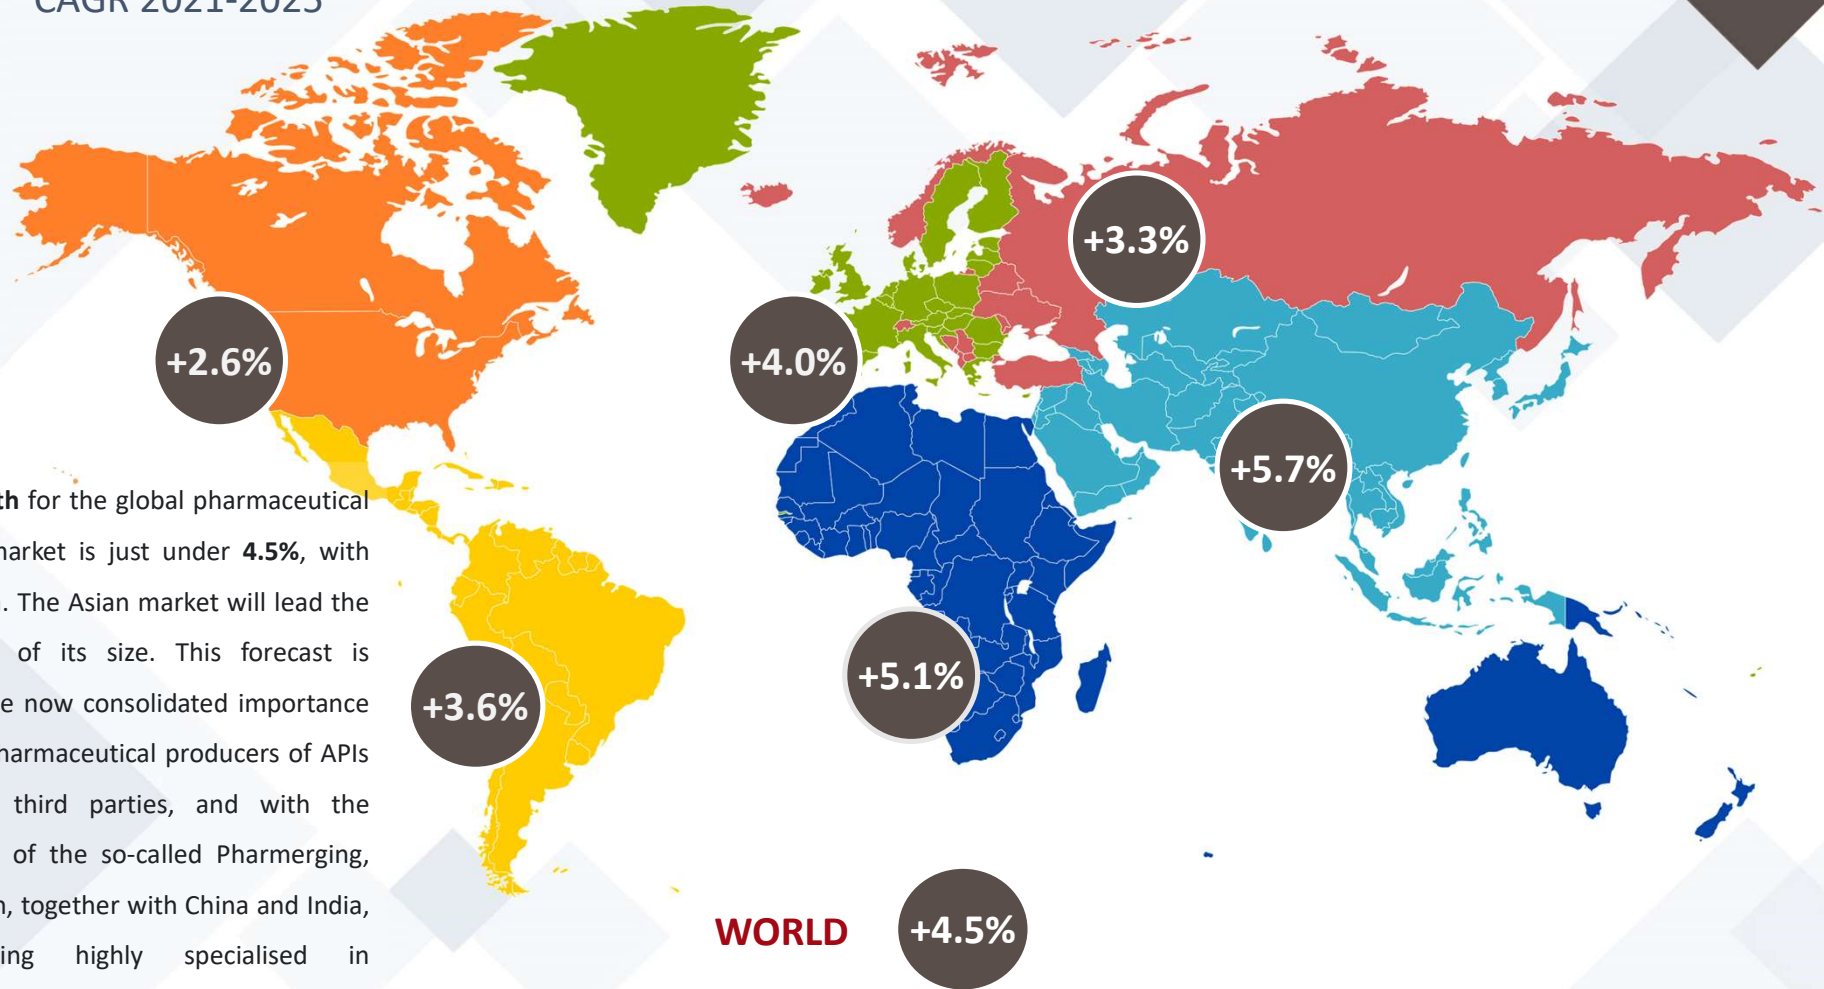 CAGR 2021-2025
+3.3%
+2.6%
+4.0%
+5.7%
for the global pharmaceutical
market is just under 4.5%, with
. The Asian market will lead the
of its size. This forecast is
now consolidated importance
pharmaceutical producers of APIs
third parties, and with the
of the so-called Pharmerging,
together with China and India,
highly specialised in
+5.1%
+3.6%
WORLD
+4.5%